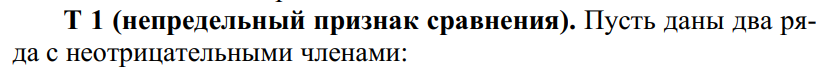 Т 1 (непредельный признак сравнения). Пусть даны два ря-
да с неотрицательными членами: